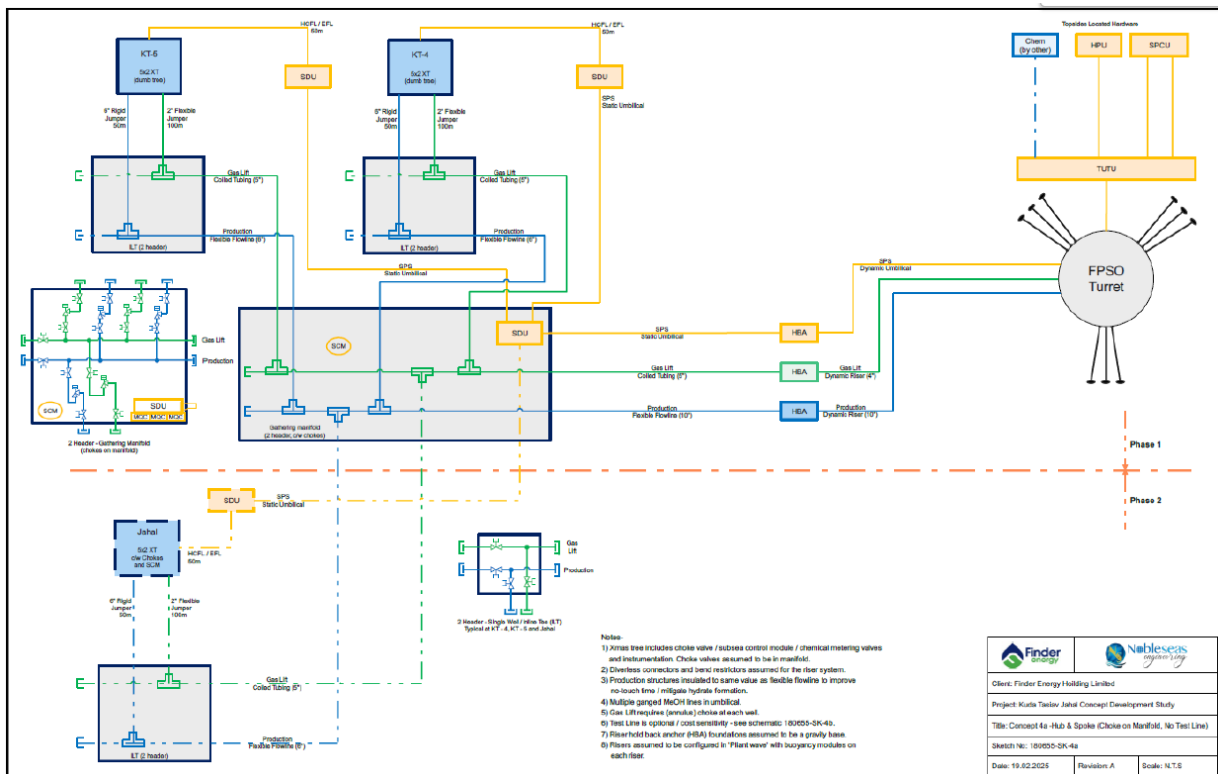 HCFL / EFL
50m
HCFL / EFL
50m
Topsides Located Hardware
KT-5
5x2 XT
(dumb tree)
SDU
KT-4
5x2 XT
(dumb tree)
SDU
Chem
(by other)
HPU
SPCU
SPS
Static Umbilical
6" Rigid
Jumper
50m
2" Flexible
Jumper
100m
6" Rigid
Jumper
50m
2" Flexible
Jumper
100m
TUTU
Gas Lift
Coiled Tubing (5")
Gas Lift
Coiled Tubing (5")
Production
Flexible Flowline (6")
Production
Flexible Flowline (6")
ILT (2 header)
ILT (2 header)
SPS
Static Umbilical
SPS
Dynamic Umbilical
FPSO
Turret
Gas Lift
Production
SCM
SDU
MQC MQC MQC
2 Header - Gathering Manifold
(chokes on manifold)
SCM
SDU
SPS
Static Umbilical
HBA
Gas Lift
Coiled Tubing (5")
HBA
Gas Lift
Dynamic Riser (4")
Production
Flexible Flowline (10")
HBA
Production
Dynamic Riser (10")
Gathering manifold
(2 header, c/w chokes)
Phase 1
Phase 2
SDU
SPS
Static Umbilical
Jahal
5x2 XT
c/w Chokes
and SCM
HCFL / EFL
50m
6" Rigid
Jumper
50m
2" Flexible
Jumper
100m
Gas
Lift
Production
2 Header - Single Well / Inline Tee (ILT)
Typical at KT - 4, KT - 5 and Jahal
Gas Lift
Coiled Tubing (5")
Production
Flexible Flowline (6")
ILT (2 header)
Notes-
1) Xmas tree includes choke valve / subsea control module / chemical metering valves
and instrumentation. Choke valves assumed to be in manifold.
2) Diverless connectors and bend restrictors assumed for the riser system.
3) Production structures insulated to same value as flexible flowline to improve
no-touch time / mitigate hydrate formation.
4) Multiple ganged MeOH lines in umbilical.
5) Gas Lift requires (annulus) choke at each well.
6) Test Line is optional / cost sensitivity - see schematic 180655-SK-4b.
7) Riser hold back anchor (HBA) foundations assumed to be a gravity base.
8) Risers assumed to be configured in 'Pliant wave' with buoyancy modules on
each riser.
Finder
energy
Nobleseas
engineering
Client: Finder Energy Holding Limited
Project: Kuda Tasi Jahal Concept Development Study
Title: Concept 4a -Hub & Spoke (Choke on Manifold, No Test Line)
Sketch No: 180655-SK-4a
Date: 19.02.2025
Revision: A
Scale: N.T.S